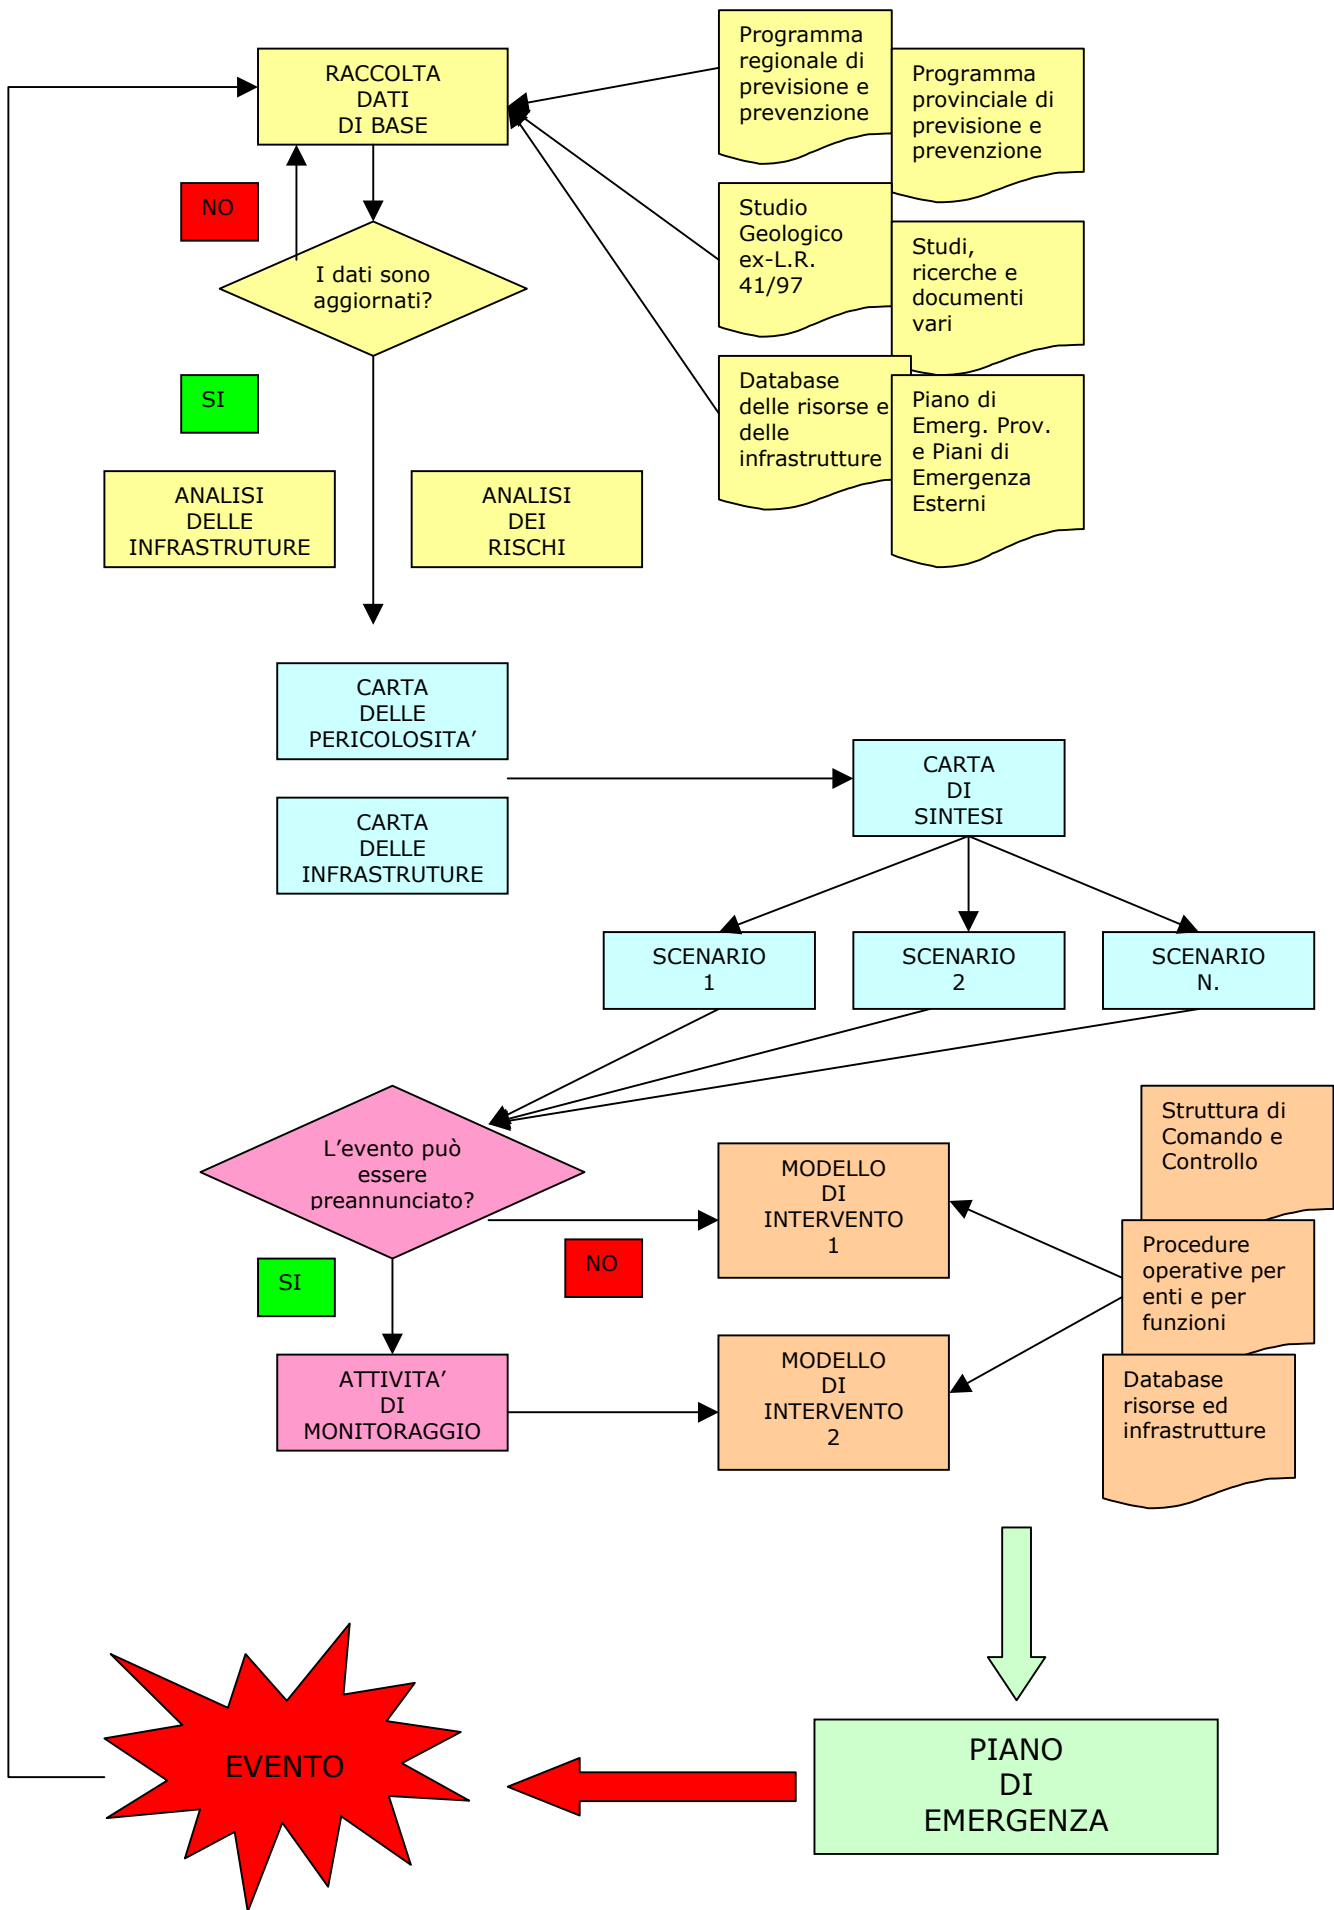 RACCOLTA
DATI
DI BASE
Programma
regionale di
previsione e
prevenzione
Programma
provinciale di
previsione e
prevenzione
NO
I dati sono
aggiornati?
Studio
Geologico
ex-L.R.
41/97
Studi,
ricerche e
documenti
vari
SI
Database
delle risorse e
delle
infrastrutture
Piano di
Emerg. Prov.
e Piani di
Emergenza
Esterni
ANALISI
DELLE
INFRASTRUTURE
ANALISI
DEI
RISCHI
CARTA
DELLE
PERICOLOSITA’
CARTA
DELLE
INFRASTRUTURE
CARTA
DI
SINTESI
SCENARIO
1
SCENARIO
2
SCENARIO
N.
L’evento può
essere
preannunciato?
SI
NO
MODELLO
DI
INTERVENTO
1
Struttura di
Comando e
Controllo
Procedure
operative per
enti e per
funzioni
ATTIVITA’
DI
MONITORAGGIO
MODELLO
DI
INTERVENTO
2
Database
risorse ed
infrastrutture
EVENTO
PIANO
DI
EMERGENZA